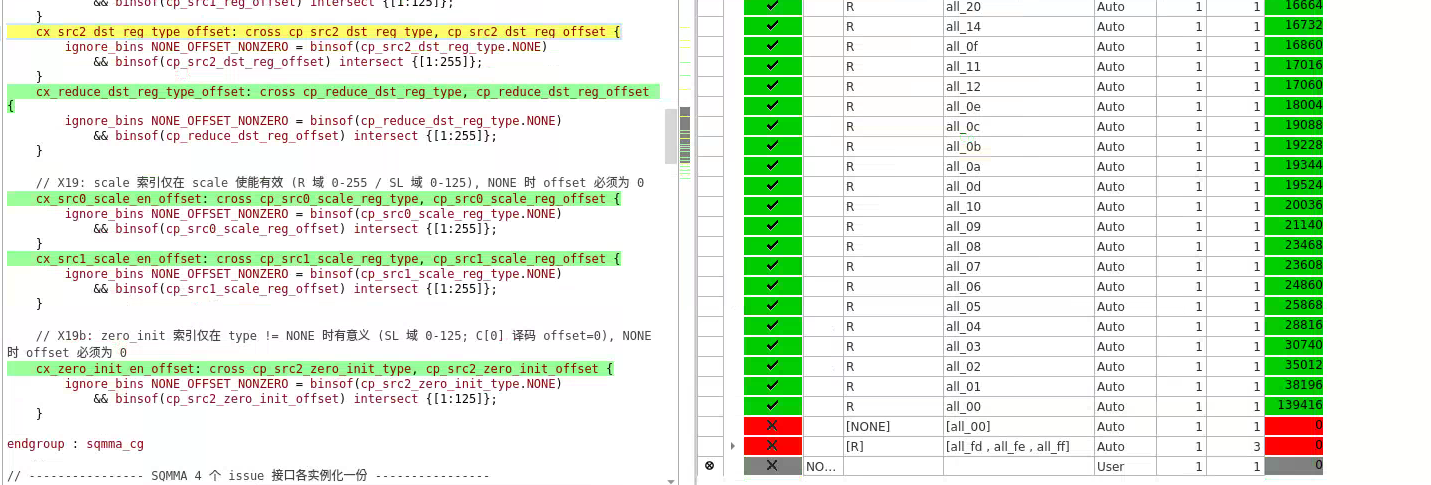 && binsof(cp_src1_reg_offset) intersect {[1:125]};
}
cx_src2_dst_reg_type_offset: cross cp_src2_dst_reg_type, cp_src2_dst_reg_offset {
ignore_bins NONE_OFFSET_NONZERO = binsof(cp_src2_dst_reg_type.NONE)
&& binsof(cp_src2_dst_reg_offset) intersect {[1:255]};
}
cx_reduce_dst_reg_type_offset: cross cp_reduce_dst_reg_type, cp_reduce_dst_reg_offset
{
ignore_bins NONE_OFFSET_NONZERO = binsof(cp_reduce_dst_reg_type.NONE)
&& binsof(cp_reduce_dst_reg_offset) intersect {[1:255]};
}
// X19: scale 索引仅在 scale 使能有效 (R 域 0-255 / SL 域 0-125), NONE 时 offset 必须为 0
cx_src0_scale_en_offset: cross cp_src0_scale_reg_type, cp_src0_scale_reg_offset {
ignore_bins NONE_OFFSET_NONZERO = binsof(cp_src0_scale_reg_type.NONE)
&& binsof(cp_src0_scale_reg_offset) intersect {[1:255]};
}
cx_src1_scale_en_offset: cross cp_src1_scale_reg_type, cp_src1_scale_reg_offset {
ignore_bins NONE_OFFSET_NONZERO = binsof(cp_src1_scale_reg_type.NONE)
&& binsof(cp_src1_scale_reg_offset) intersect {[1:255]};
}
// X19b: zero_init 索引仅在 type != NONE 时有意义 (SL 域 0-125; C[0] 译码 offset=0), NONE
时 offset 必须为 0
cx_zero_init_en_offset: cross cp_src2_zero_init_type, cp_src2_zero_init_offset {
ignore_bins NONE_OFFSET_NONZERO = binsof(cp_src2_zero_init_type.NONE)
&& binsof(cp_src2_zero_init_offset) intersect {[1:125]};
}
endgroup : sqmma_cg
// ---------------- SQMMA 4 个 issue 接口各实例化一份 ----------------
R all_20 Auto 1 1 16664
R all_14 Auto 1 1 16732
R all_0f Auto 1 1 16860
R all_11 Auto 1 1 17016
R all_12 Auto 1 1 17060
R all_0e Auto 1 1 18004
R all_0c Auto 1 1 19088
R all_0b Auto 1 1 19228
R all_0a Auto 1 1 19344
R all_0d Auto 1 1 19524
R all_10 Auto 1 1 20036
R all_09 Auto 1 1 21140
R all_08 Auto 1 1 23468
R all_07 Auto 1 1 23608
R all_06 Auto 1 1 24860
R all_05 Auto 1 1 25868
R all_04 Auto 1 1 28816
R all_03 Auto 1 1 30740
R all_02 Auto 1 1 35012
R all_01 Auto 1 1 38196
R all_00 Auto 1 1 139416
[NONE] [all_00] Auto 1 1 0
[R] [all_fd , all_fe , all_ff] Auto 1 3 0
NO... User 1 1 0